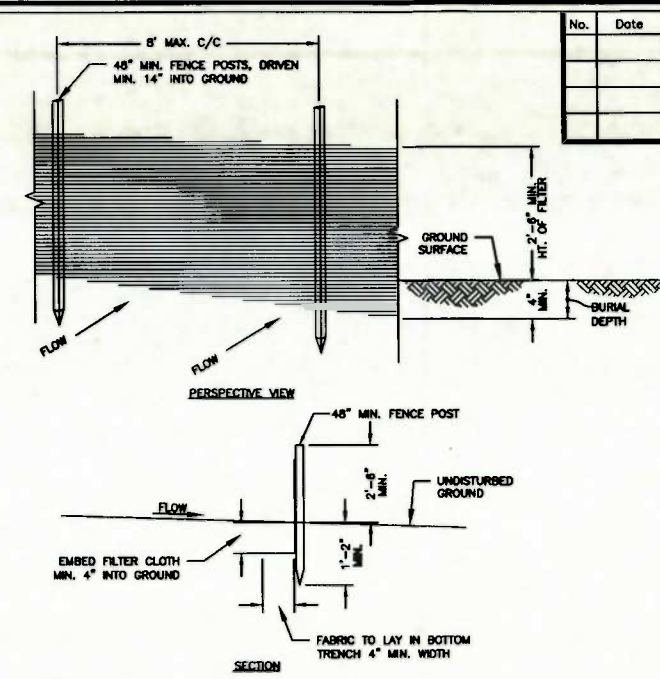 No. Date
8' MAX. C/C
48" MIN. FENCE POSTS, DRIVEN
MIN. 14" INTO GROUND
2'-6" MIN.
HT. OF FILTER
GROUND
SURFACE
4"
MIN.
BURIAL
DEPTH
FLOW
FLOW
PERSPECTIVE VIEW
48" MIN. FENCE POST
2'-6"
MIN.
UNDISTURBED
GROUND
FLOW
1'-2"
MIN.
EMBED FILTER CLOTH
MIN. 4" INTO GROUND
FABRIC TO LAY IN BOTTOM
TRENCH 4" MIN. WIDTH
SECTION